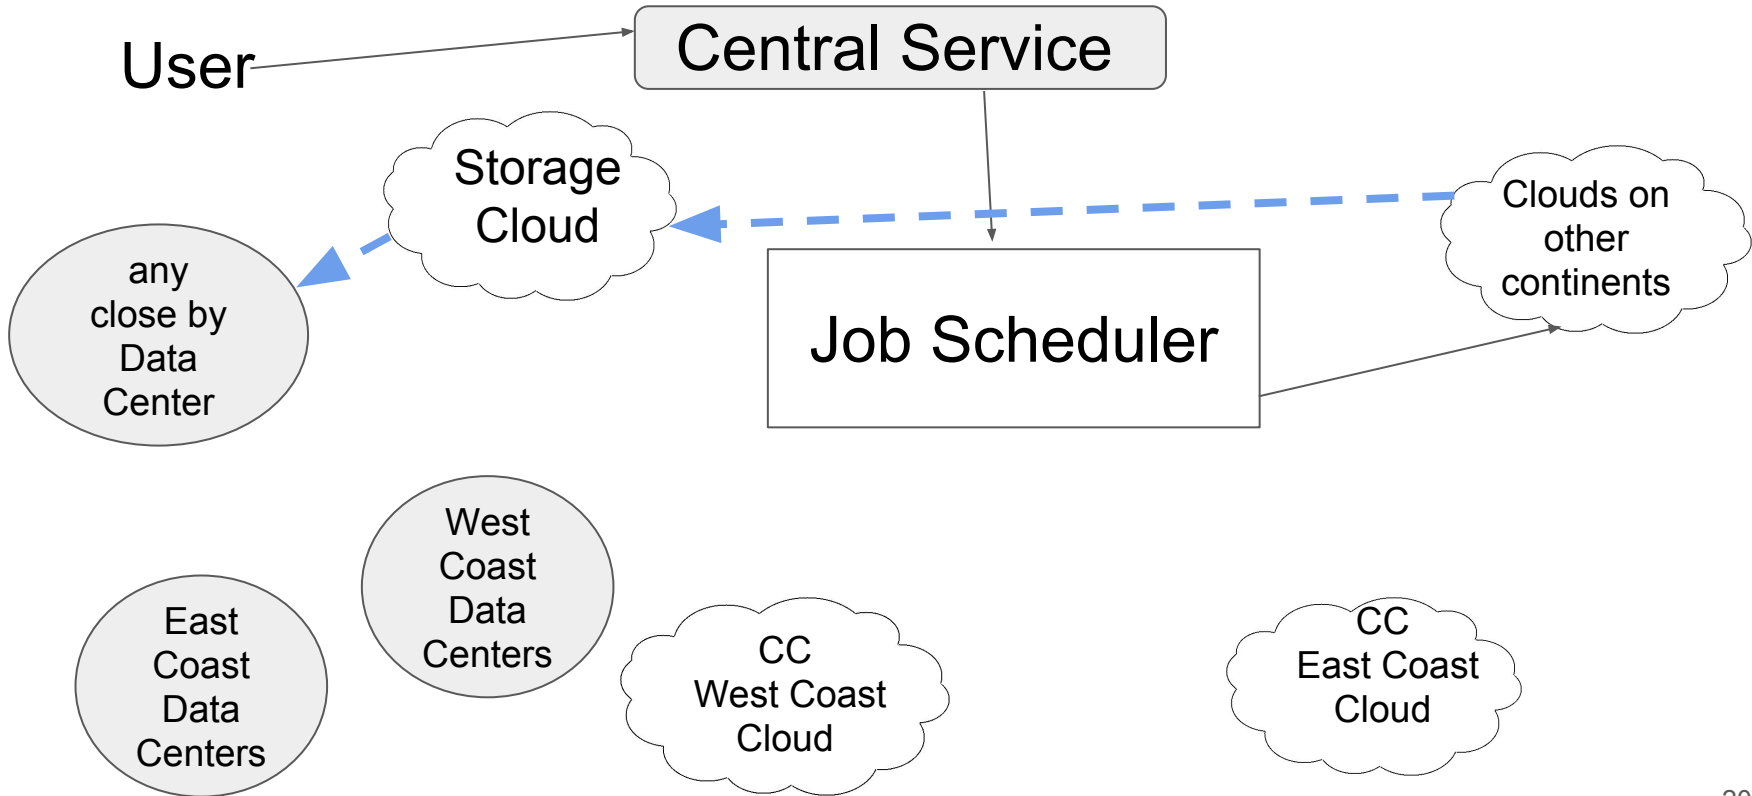 User
Central Service
Storage
Cloud
Clouds on
other
continents
any
close by
Data
Center
Job Scheduler
West
Coast
Data
Centers
East
Coast
Data
Centers
CC
West Coast
Cloud
CC
East Coast
Cloud